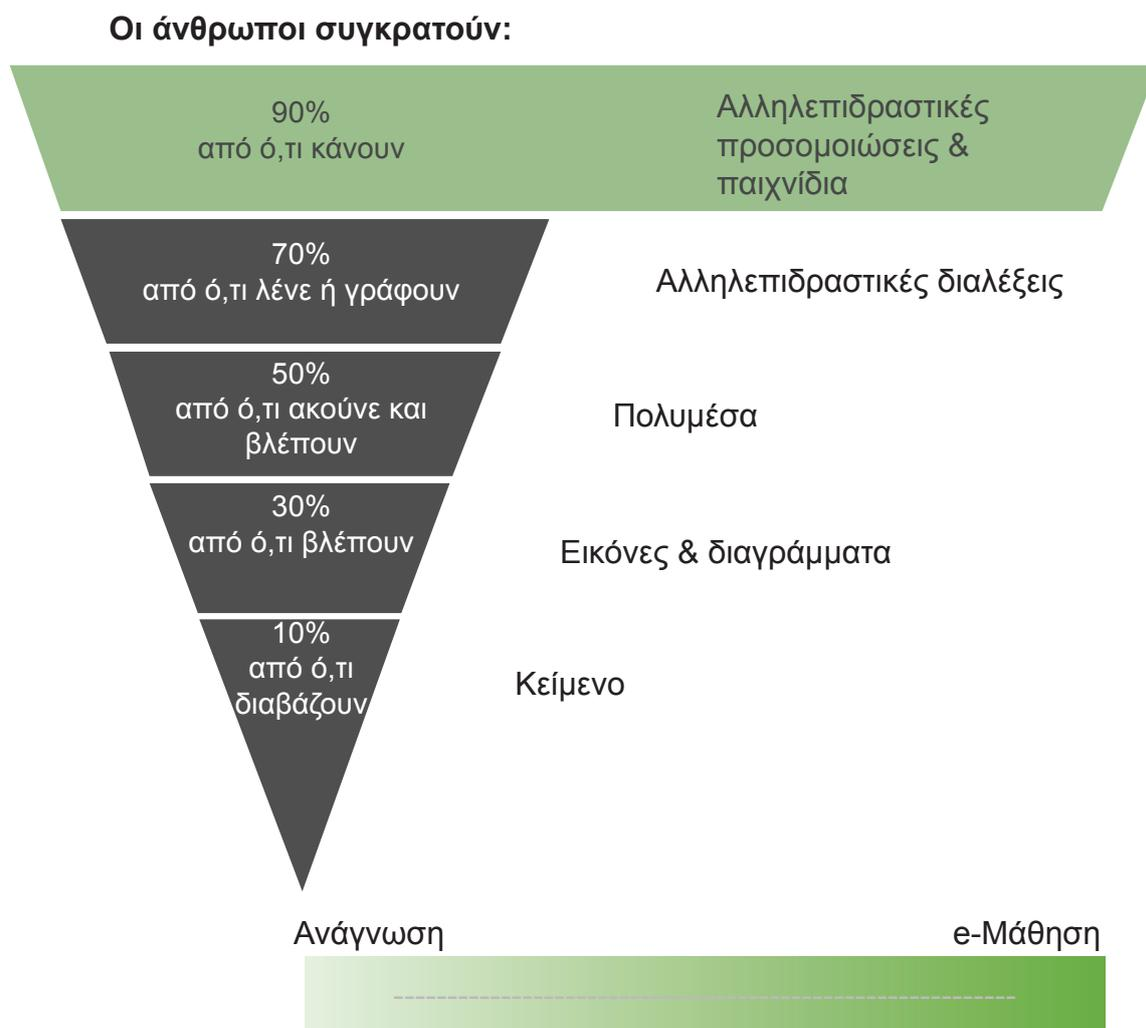 Οι άνθρωποι συγκρατούν:
90%
από ό,τι κάνουν
Αλληλεπιδραστικές
προσομοιώσεις &
παιχνίδια
70%
από ό,τι λένε ή γράφουν
Αλληλεπιδραστικές διαλέξεις
50%
από ό,τι ακούνε και
βλέπουν
Πολυμέσα
30%
από ό,τι βλέπουν
Εικόνες & διαγράμματα
10%
από ό,τι
διαβάζουν
Κείμενο
Ανάγνωση
e-Μάθηση